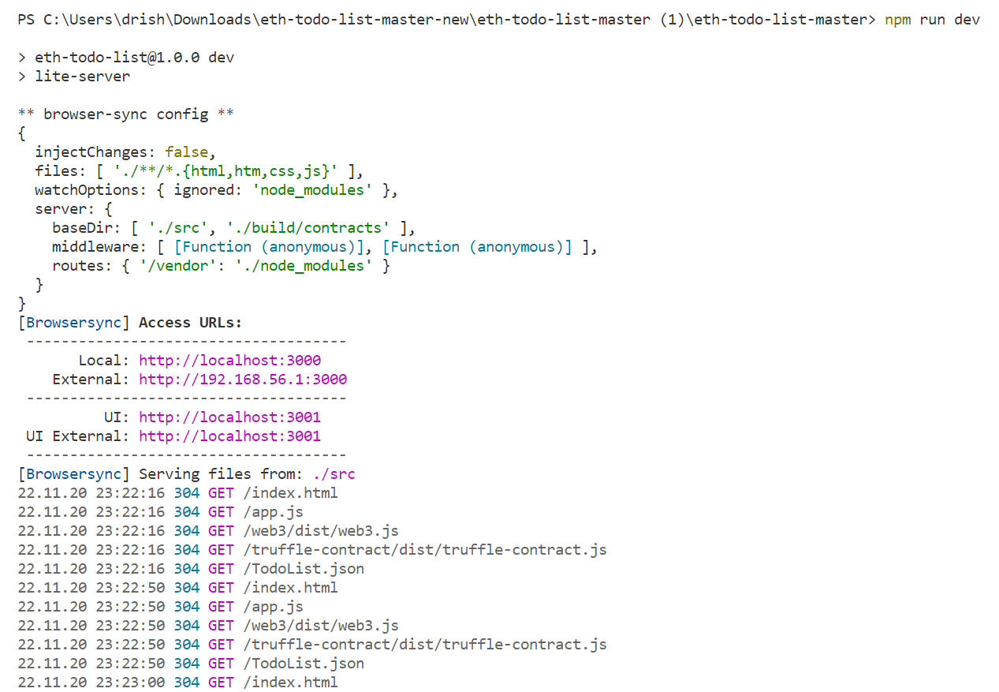 PS C:\Users\drish\Downloads\eth-todo-list-master-new\eth-todo-list-master (1)\eth-todo-list-master> npm run dev
> eth-todo-list@1.0.0 dev
> lite-server
** browser-sync config **
{
  injectChanges: false,
  files: [ './**/*.{html,htm,css,js}' ],
  watchOptions: { ignored: 'node_modules' },
  server: {
    baseDir: [ './src', './build/contracts' ],
    middleware: [ [Function (anonymous)], [Function (anonymous)] ],
    routes: { '/vendor': './node_modules' }
  }
}
[Browsersync] Access URLs:
 -------------------------------------
       Local: http://localhost:3000
    External: http://192.168.56.1:3000
 -------------------------------------
          UI: http://localhost:3001
 UI External: http://localhost:3001
 -------------------------------------
[Browsersync] Serving files from: ./src
22.11.20 23:22:16 304 GET /index.html
22.11.20 23:22:16 304 GET /app.js
22.11.20 23:22:16 304 GET /web3/dist/web3.js
22.11.20 23:22:16 304 GET /truffle-contract/dist/truffle-contract.js
22.11.20 23:22:16 304 GET /TodoList.json
22.11.20 23:22:50 304 GET /index.html
22.11.20 23:22:50 304 GET /app.js
22.11.20 23:22:50 304 GET /web3/dist/web3.js
22.11.20 23:22:50 304 GET /truffle-contract/dist/truffle-contract.js
22.11.20 23:22:50 304 GET /TodoList.json
22.11.20 23:23:00 304 GET /index.html